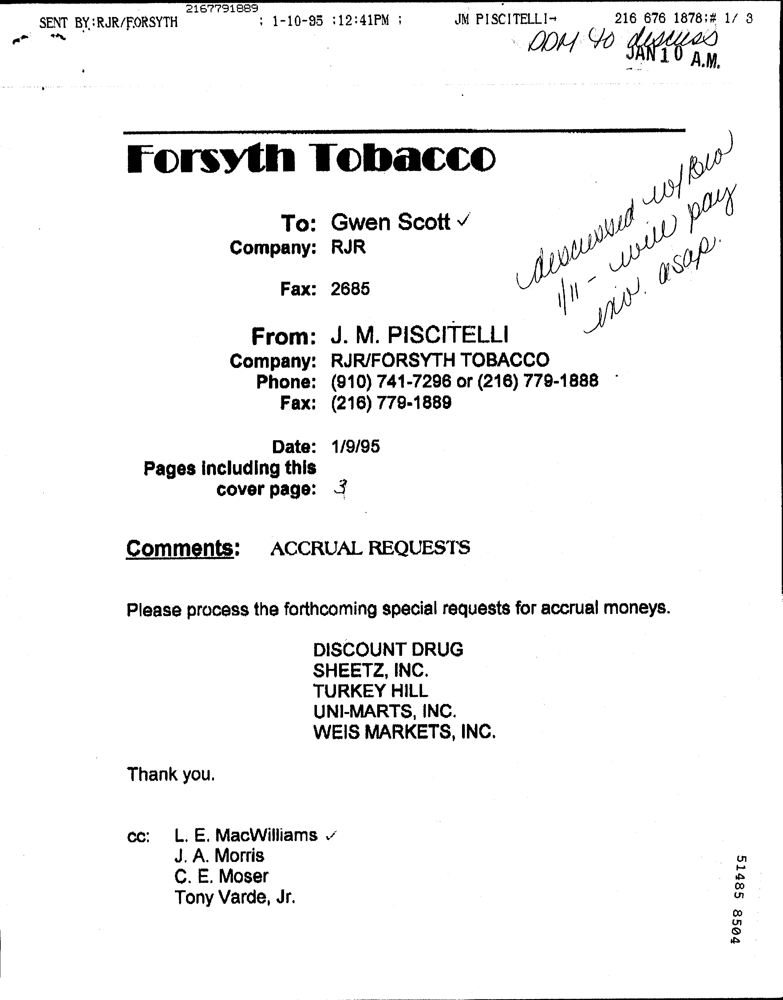 2167791889
SENT BY:RJR/FORSYTH ; 1-10-95 ;12:41PM ; JM PISCITELLI→ 216 676 1878;# 1/ 3
DDM to discuss
JAN 10 A.M.
Forsyth Tobacco
discussed w/
1/11 - will pay
inv. asap.
To: Gwen Scott ✓
Company: RJR
Fax: 2685
From: J. M. PISCITELLI
Company: RJR/FORSYTH TOBACCO
Phone: (910) 741-7296 or (216) 779-1888
Fax: (216) 779-1889
Date: 1/9/95
Pages including this
cover page: 3
Comments: ACCRUAL REQUESTS
Please process the forthcoming special requests for accrual moneys.
DISCOUNT DRUG
SHEETZ, INC.
TURKEY HILL
UNI-MARTS, INC.
WEIS MARKETS, INC.
Thank you.
cc: L. E. MacWilliams ✓
J. A. Morris
C. E. Moser
Tony Varde, Jr.
51485 8504